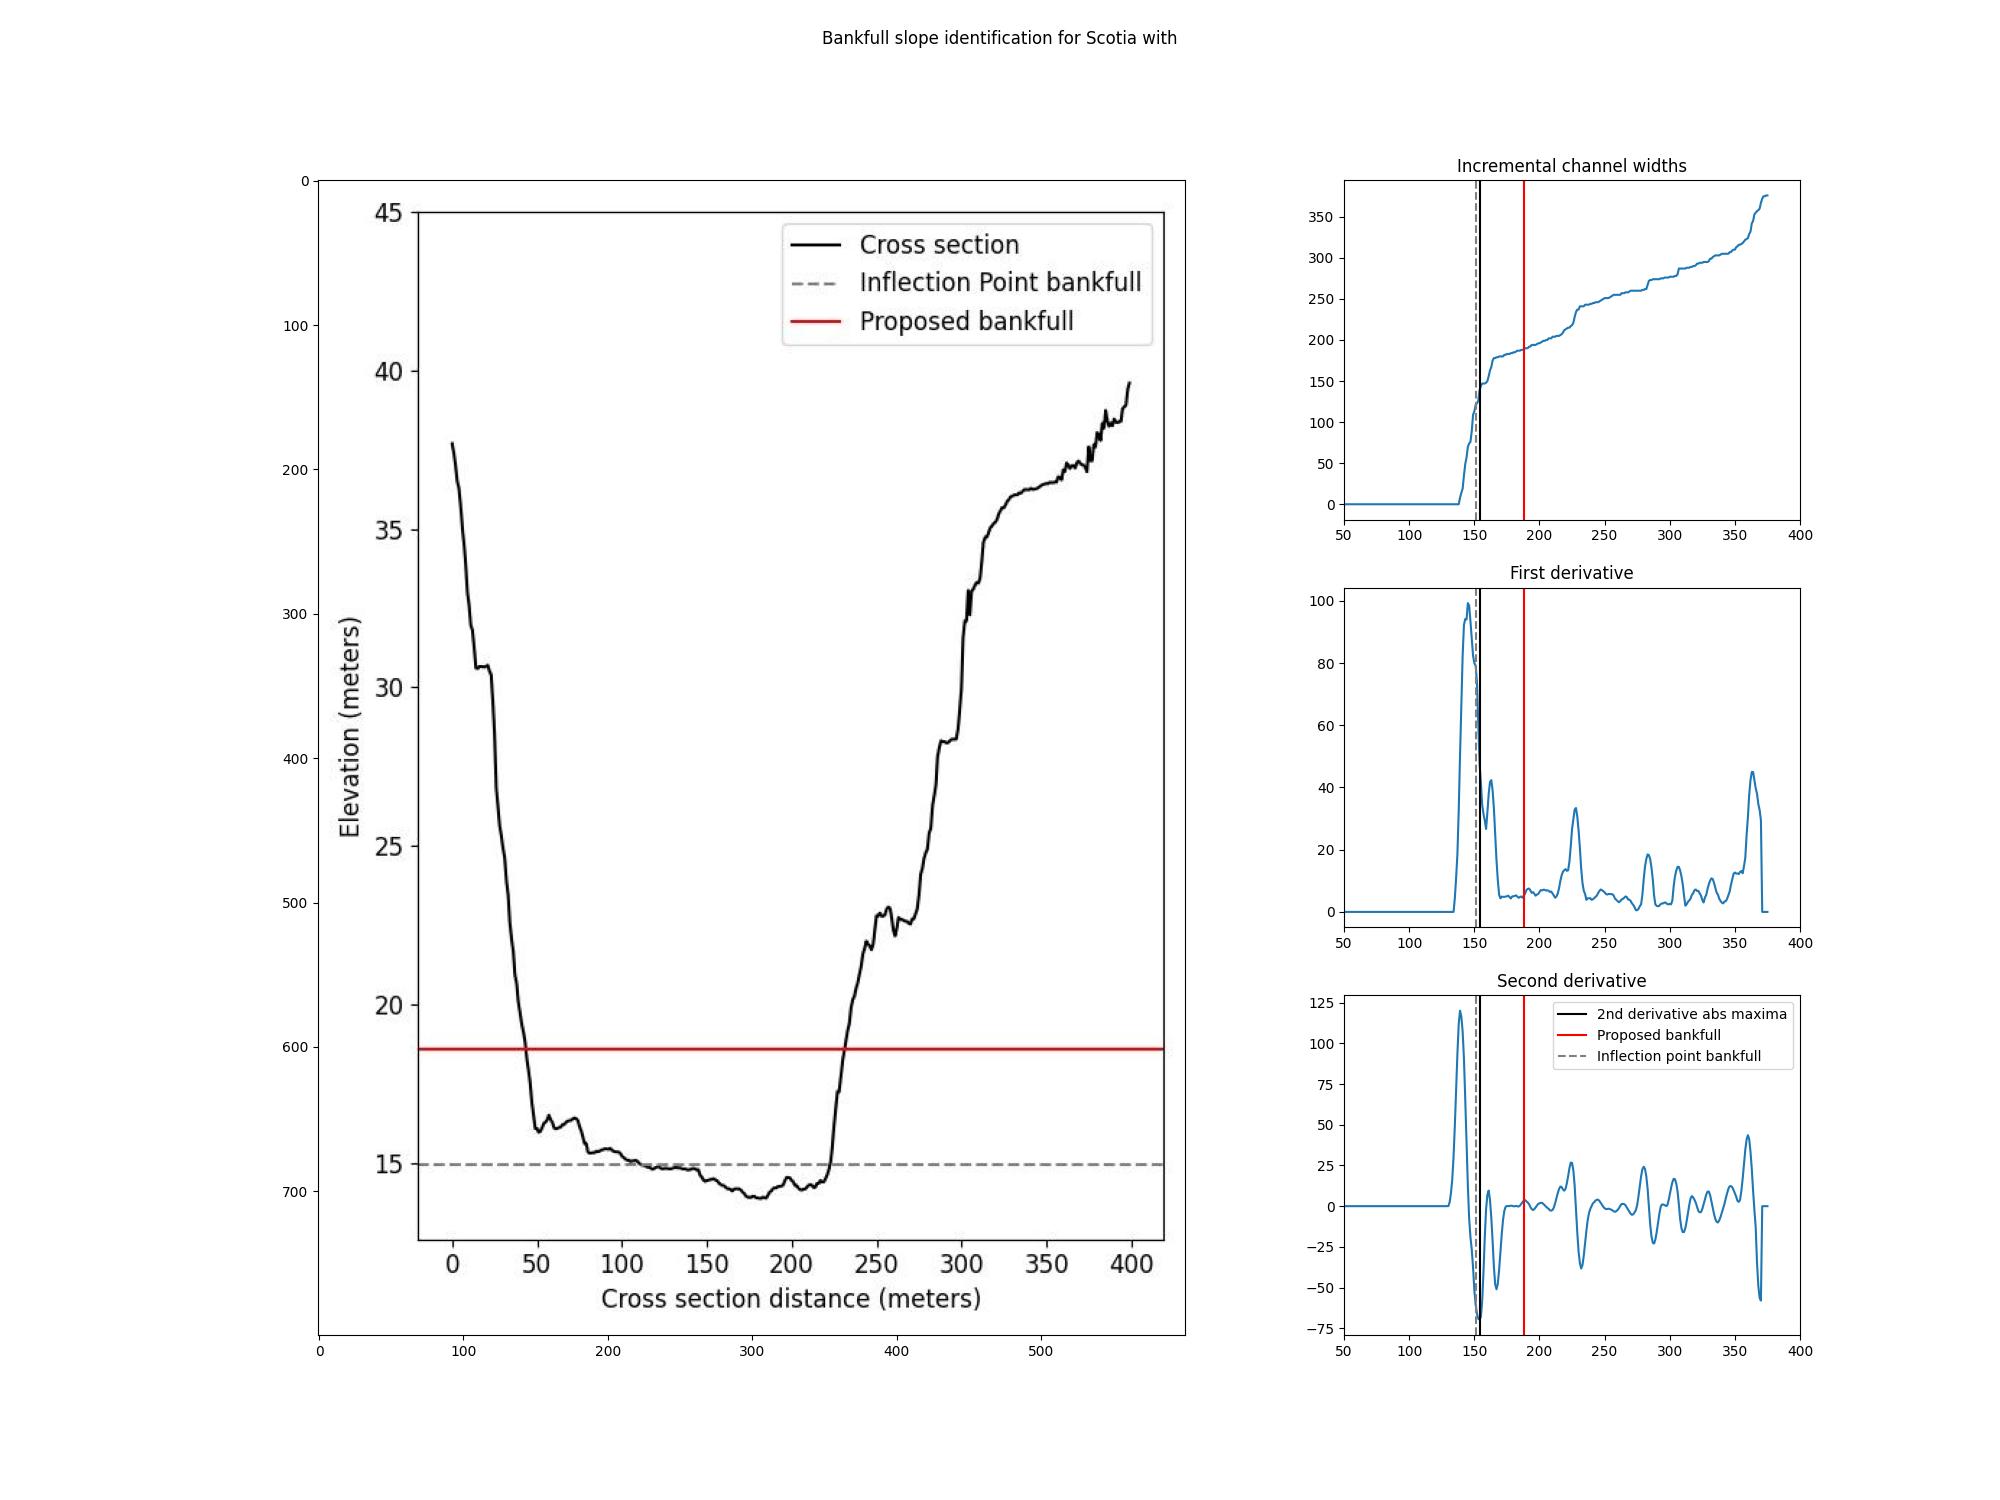 Bankfull slope identification for Scotia with
0
100
200
300
400
500
600
700
0
100
200
300
400
500
45
40
35
30
25
20
15
Elevation (meters)
Cross section
Inflection Point bankfull
Proposed bankfull
0 50 100 150 200 250 300 350 400
Cross section distance (meters)
Incremental channel widths
350
300
250
200
150
100
50
0
50 100 150 200 250 300 350 400
First derivative
100
80
60
40
20
0
50 100 150 200 250 300 350 400
Second derivative
125
100
75
50
25
0
−25
−50
−75
2nd derivative abs maxima
Proposed bankfull
Inflection point bankfull
50 100 150 200 250 300 350 400